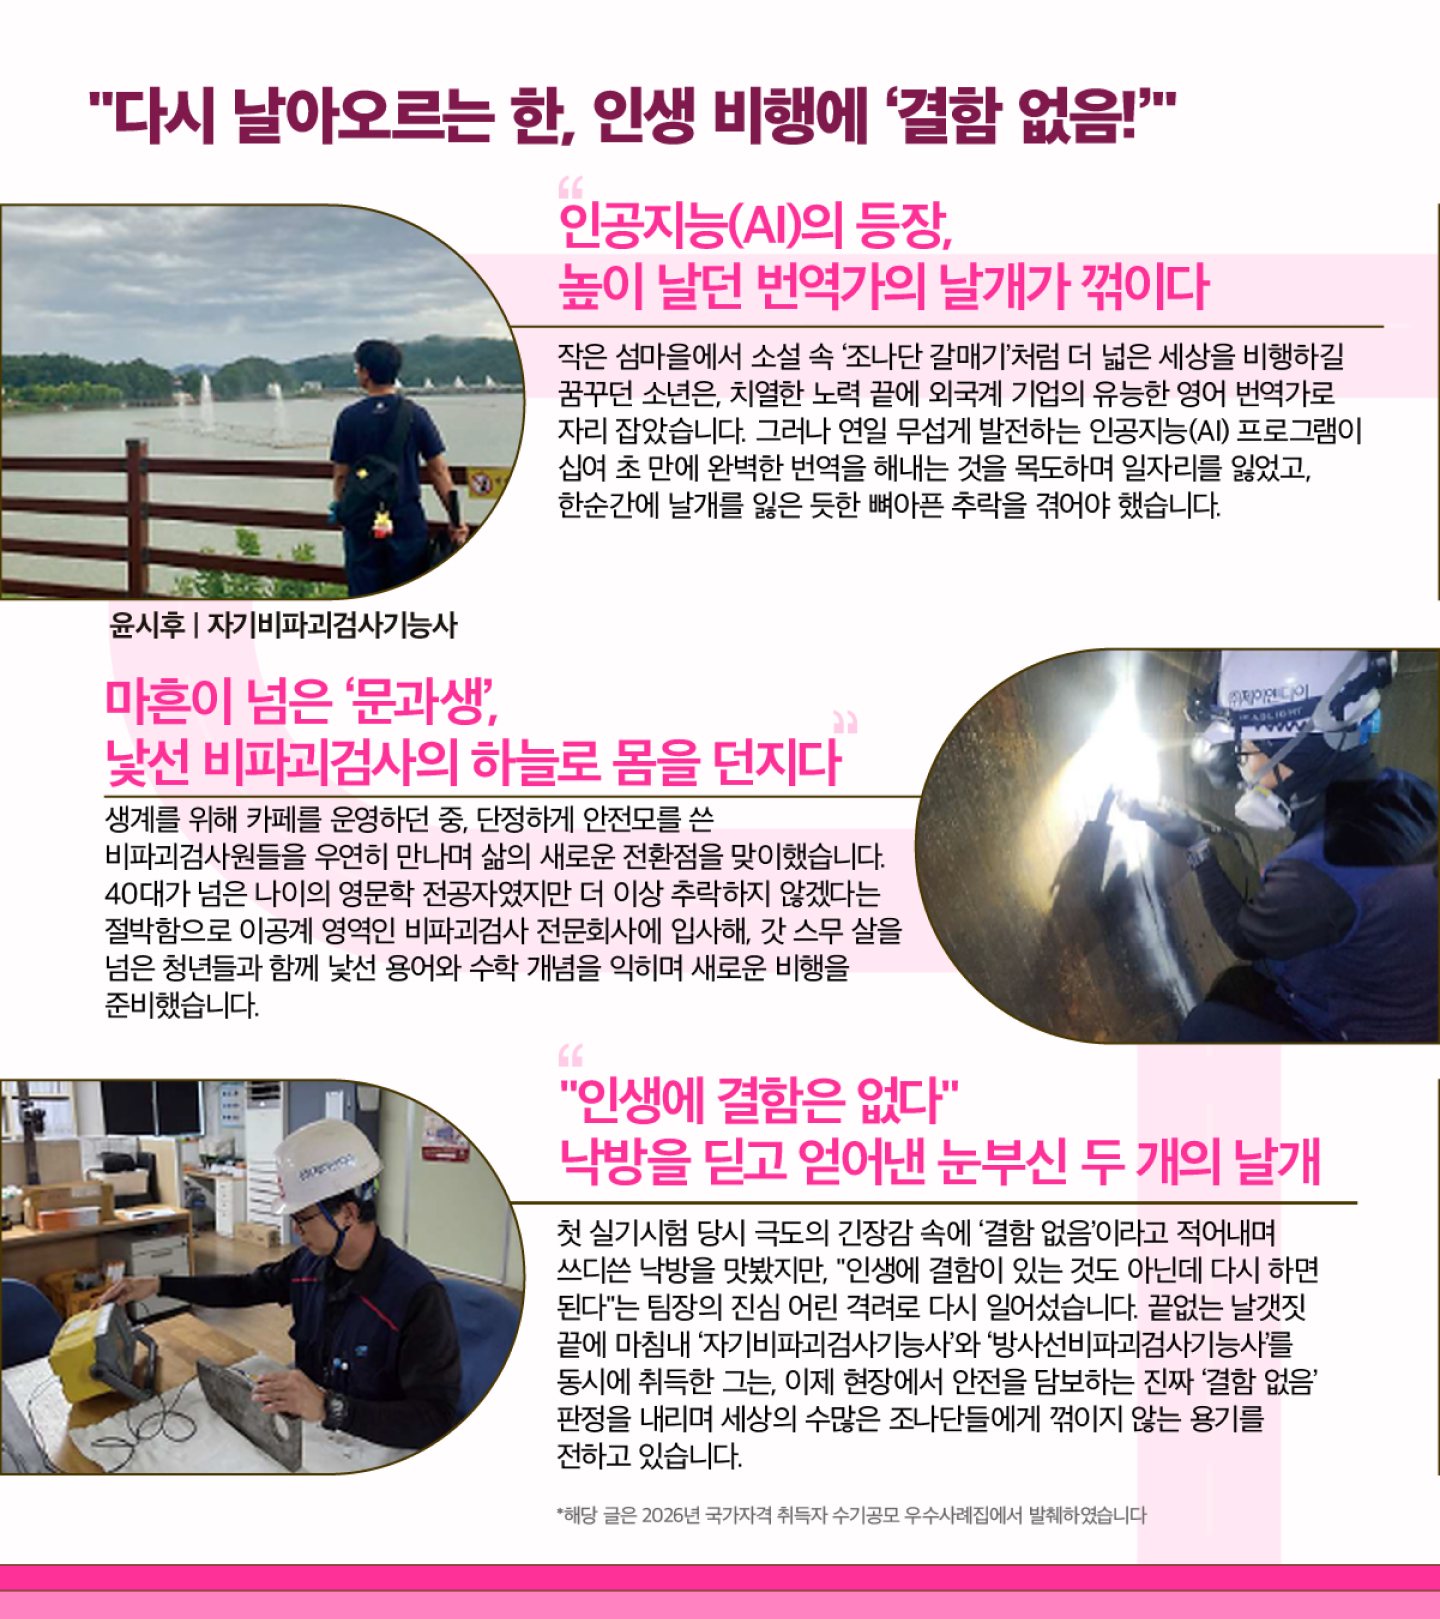 "다시 날아오르는 한, 인생 비행에 ‘결함 없음!’"
“인공지능(AI)의 등장,
높이 날던 번역가의 날개가 꺾이다
작은 섬마을에서 소설 속 ‘조나단 갈매기’처럼 더 넓은 세상을 비행하길
꿈꾸던 소년은, 치열한 노력 끝에 외국계 기업의 유능한 영어 번역가로
자리 잡았습니다. 그러나 연일 무섭게 발전하는 인공지능(AI) 프로그램이
십여 초 만에 완벽한 번역을 해내는 것을 목도하며 일자리를 잃었고,
한순간에 날개를 잃은 듯한 뼈아픈 추락을 겪어야 했습니다.
윤시후 | 자기비파괴검사기능사
마흔이 넘은 ‘문과생’,
낯선 비파괴검사의 하늘로 몸을 던지다”
생계를 위해 카페를 운영하던 중, 단정하게 안전모를 쓴
비파괴검사원들을 우연히 만나며 삶의 새로운 전환점을 맞이했습니다.
40대가 넘은 나이의 영문학 전공자였지만 더 이상 추락하지 않겠다는
절박함으로 이공계 영역인 비파괴검사 전문회사에 입사해, 갓 스무 살을
넘은 청년들과 함께 낯선 용어와 수학 개념을 익히며 새로운 비행을
준비했습니다.
(주)제이엔디이
HEADLIGHT
“"인생에 결함은 없다"
낙방을 딛고 얻어낸 눈부신 두 개의 날개
첫 실기시험 당시 극도의 긴장감 속에 ‘결함 없음’이라고 적어내며
쓰디쓴 낙방을 맛봤지만, "인생에 결함이 있는 것도 아닌데 다시 하면
된다"는 팀장의 진심 어린 격려로 다시 일어섰습니다. 끝없는 날갯짓
끝에 마침내 ‘자기비파괴검사기능사’와 ‘방사선비파괴검사기능사’를
동시에 취득한 그는, 이제 현장에서 안전을 담보하는 진짜 ‘결함 없음’
판정을 내리며 세상의 수많은 조나단들에게 꺾이지 않는 용기를
전하고 있습니다.
*해당 글은 2026년 국가자격 취득자 수기공모 우수사례집에서 발췌하였습니다